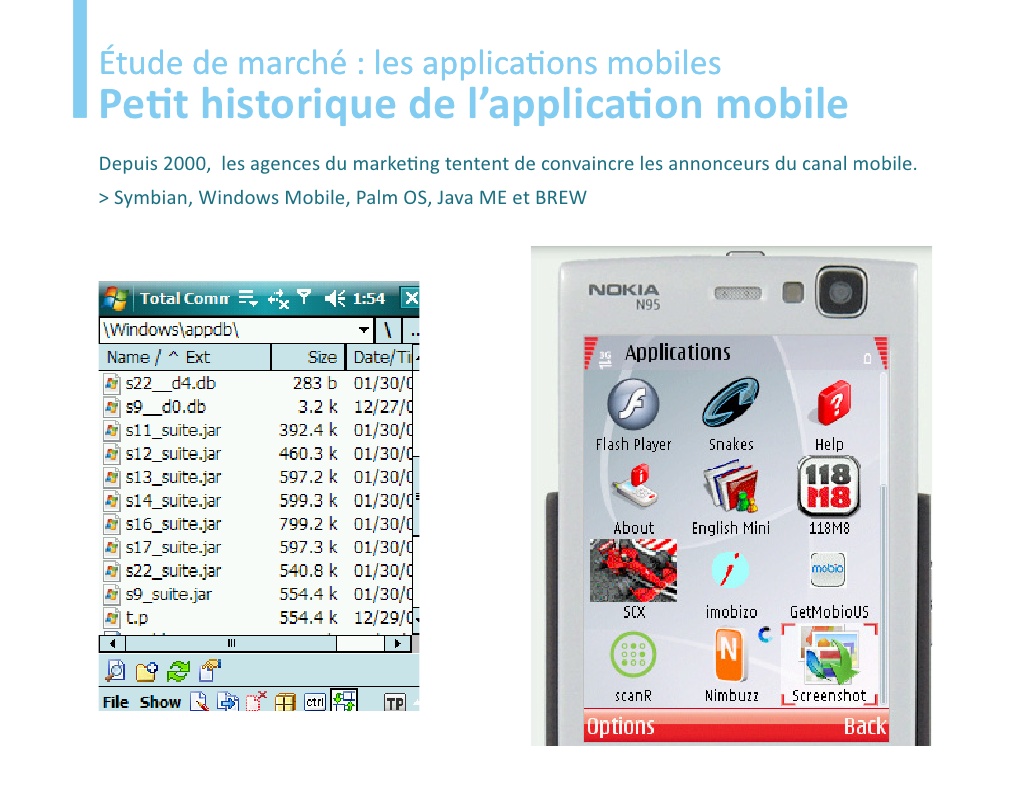 Étude de marché : les applications mobiles
Petit historique de l'application mobile
Depuis 2000,  les agences du marketing tentent de convaincre les annonceurs du canal mobile.
> Symbian, Windows Mobile, Palm OS, Java ME et BREW
Total Comm 1:54
\Windows\appdb\ \ ..
Name / ^ Ext Size Date/Ti
s22__d4.db 283 b 01/30/0
s9__d0.db 3.2 k 12/27/0
s11_suite.jar 392.4 k 01/30/0
s12_suite.jar 460.3 k 01/30/0
s13_suite.jar 597.2 k 01/30/0
s14_suite.jar 599.3 k 01/30/0
s16_suite.jar 799.2 k 01/30/0
s17_suite.jar 597.3 k 01/30/0
s22_suite.jar 540.8 k 01/30/0
s9_suite.jar 554.4 k 01/30/0
t.p 554.4 k 12/29/0
File Show ctrl TP
NOKIA
N95
3G Applications
Flash Player Snakes Help
118
M8
About English Mini 118M8
mobio
SCX imobizo GetMobioUS
N
scanR Nimbuzz Screenshot
Options Back